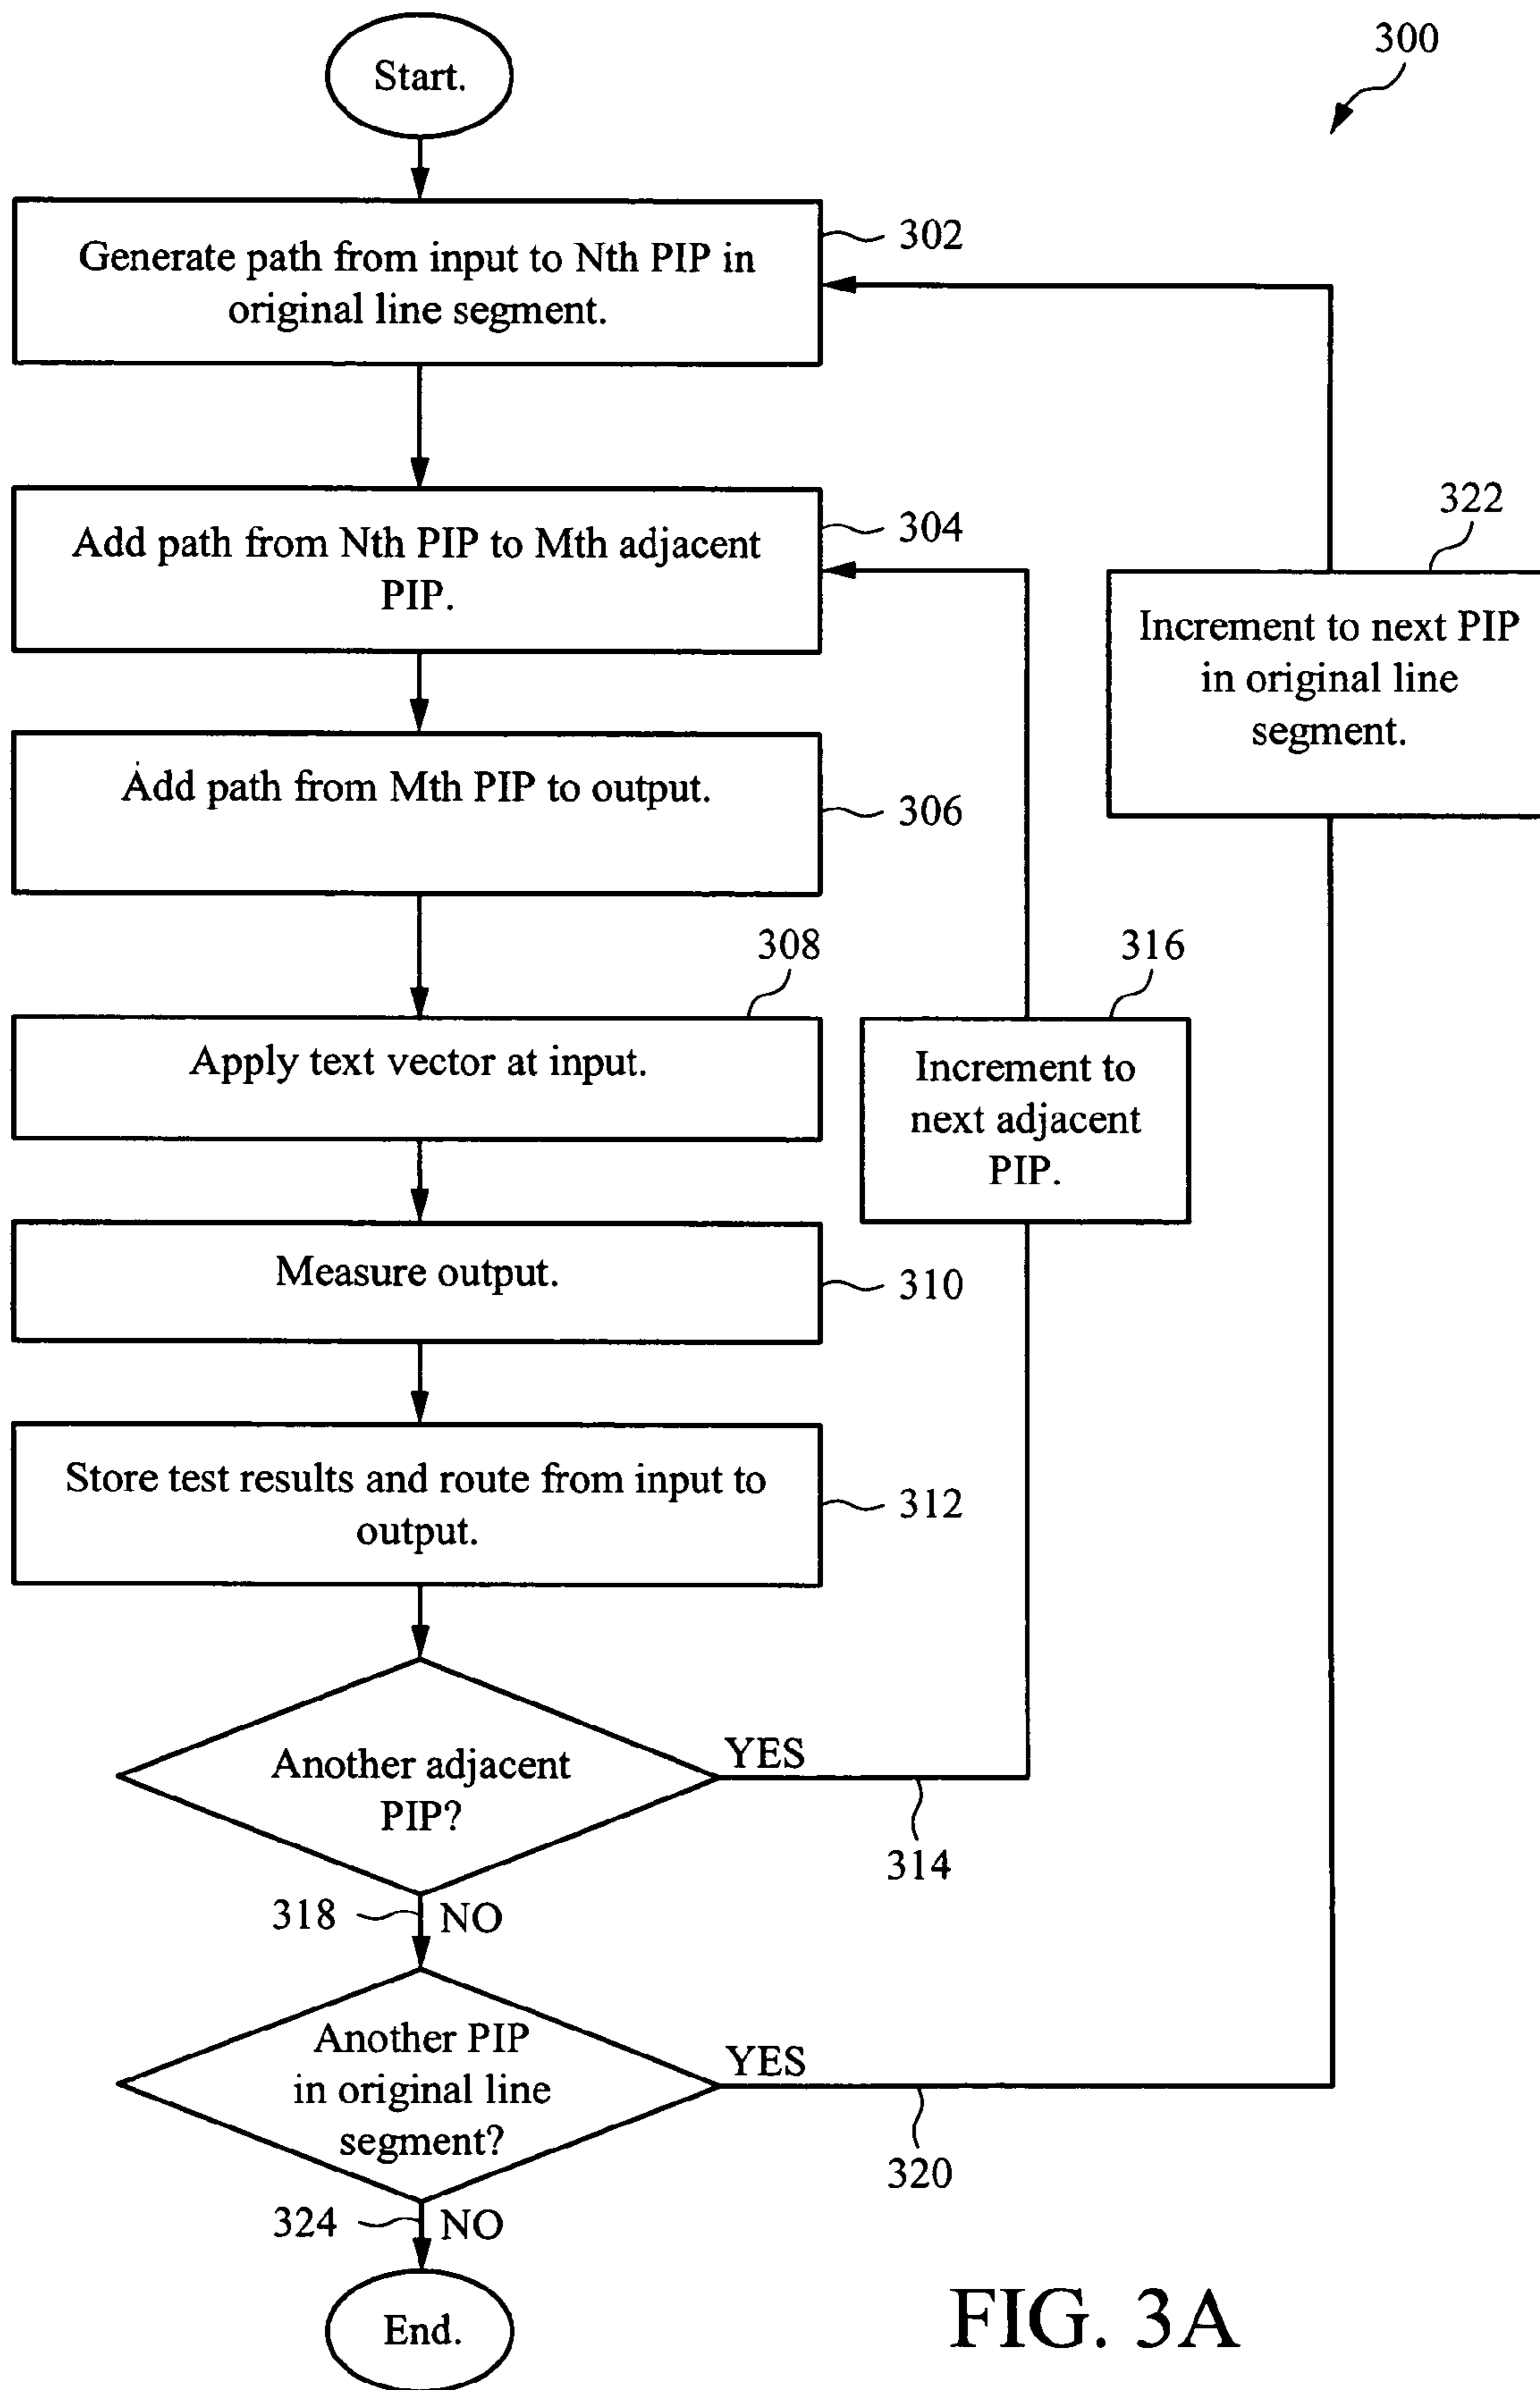 Start.
300
Generate path from input to Nth PIP in
original line segment.
302
Add path from Nth PIP to Mth adjacent
PIP.
304
322
Increment to next PIP
in original line
segment.
Add path from Mth PIP to output.
306
308
Apply text vector at input.
316
Increment to
next adjacent
PIP.
Measure output.
310
Store test results and route from input to
output.
312
Another adjacent
PIP?
YES
314
318
NO
Another PIP
in original line
segment?
YES
320
324
NO
End.
FIG. 3A